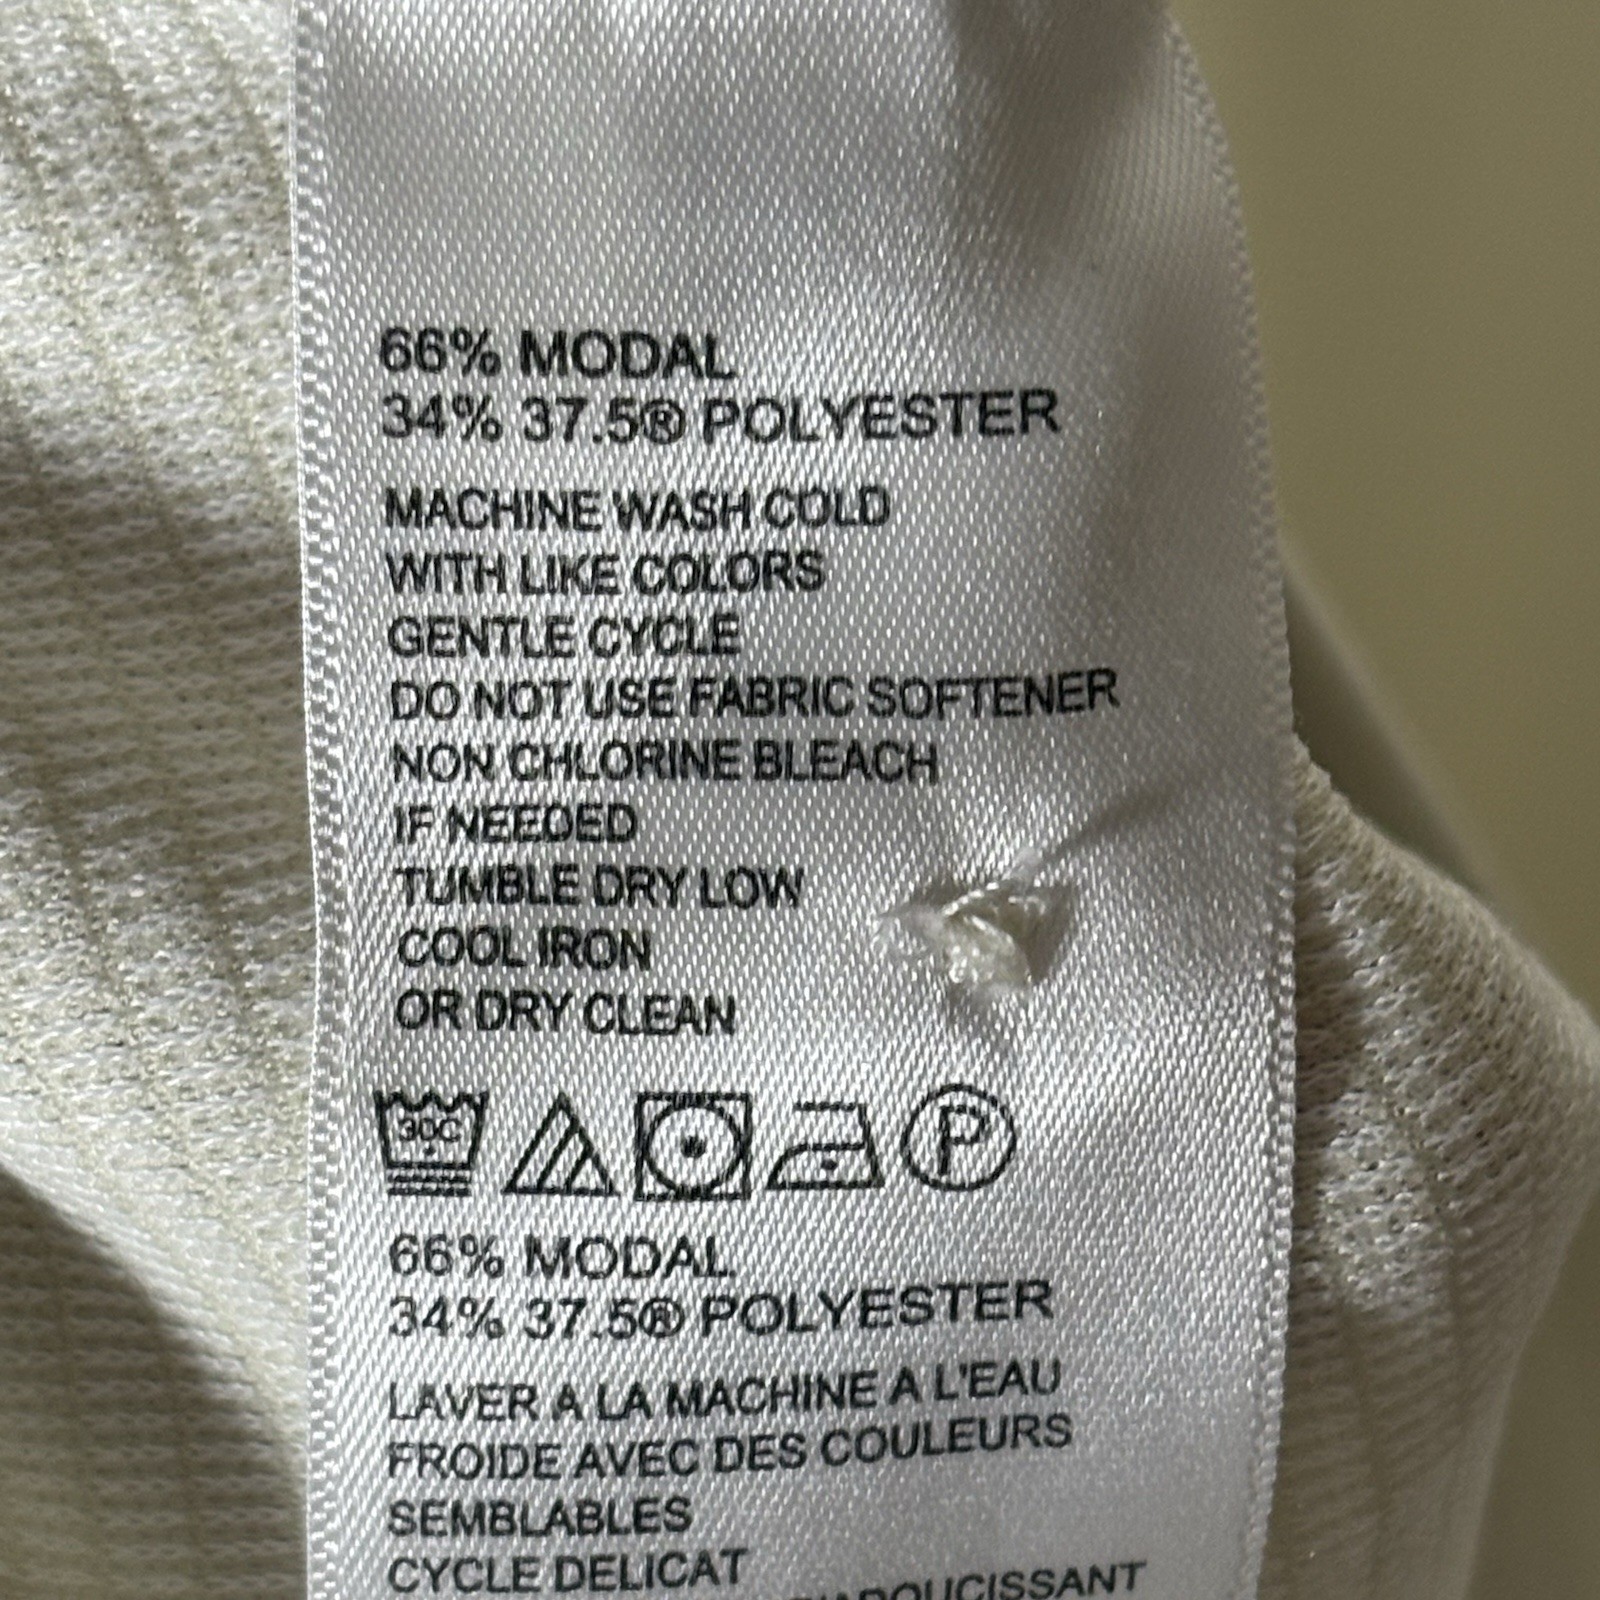 66% MODAL
34% 37.5® POLYESTER
MACHINE WASH COLD
WITH LIKE COLORS
GENTLE CYCLE
DO NOT USE FABRIC SOFTENER
NON CHLORINE BLEACH
IF NEEDED
TUMBLE DRY LOW
COOL IRON
OR DRY CLEAN
30C P
66% MODAL
34% 37.5® POLYESTER
LAVER A LA MACHINE A L'EAU
FROIDE AVEC DES COULEURS
SEMBLABLES
CYCLE DELICAT